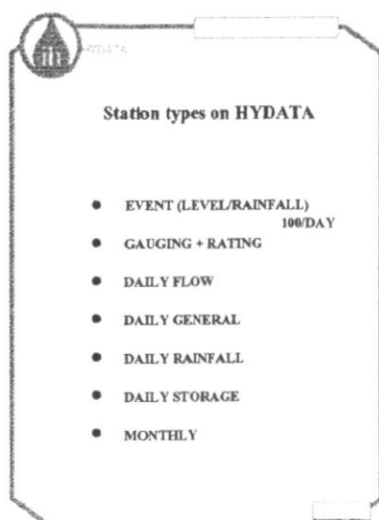 HYDATA
Station types on HYDATA
● EVENT (LEVEL/RAINFALL)
100/DAY
● GAUGING + RATING
● DAILY FLOW
● DAILY GENERAL
● DAILY RAINFALL
● DAILY STORAGE
● MONTHLY